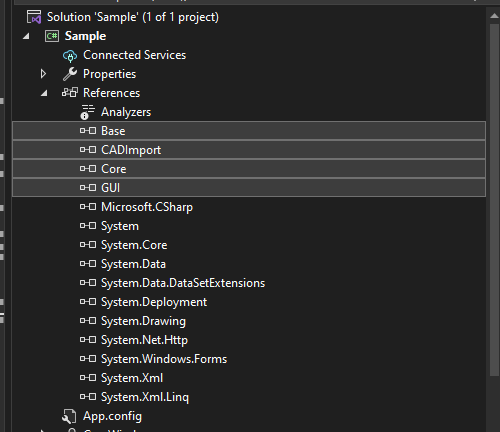 Solution 'Sample' (1 of 1 project)
C# Sample
Connected Services
Properties
References
Analyzers
Base
CADImport
Core
GUI
Microsoft.CSharp
System
System.Core
System.Data
System.Data.DataSetExtensions
System.Deployment
System.Drawing
System.Net.Http
System.Windows.Forms
System.Xml
System.Xml.Linq
App.config